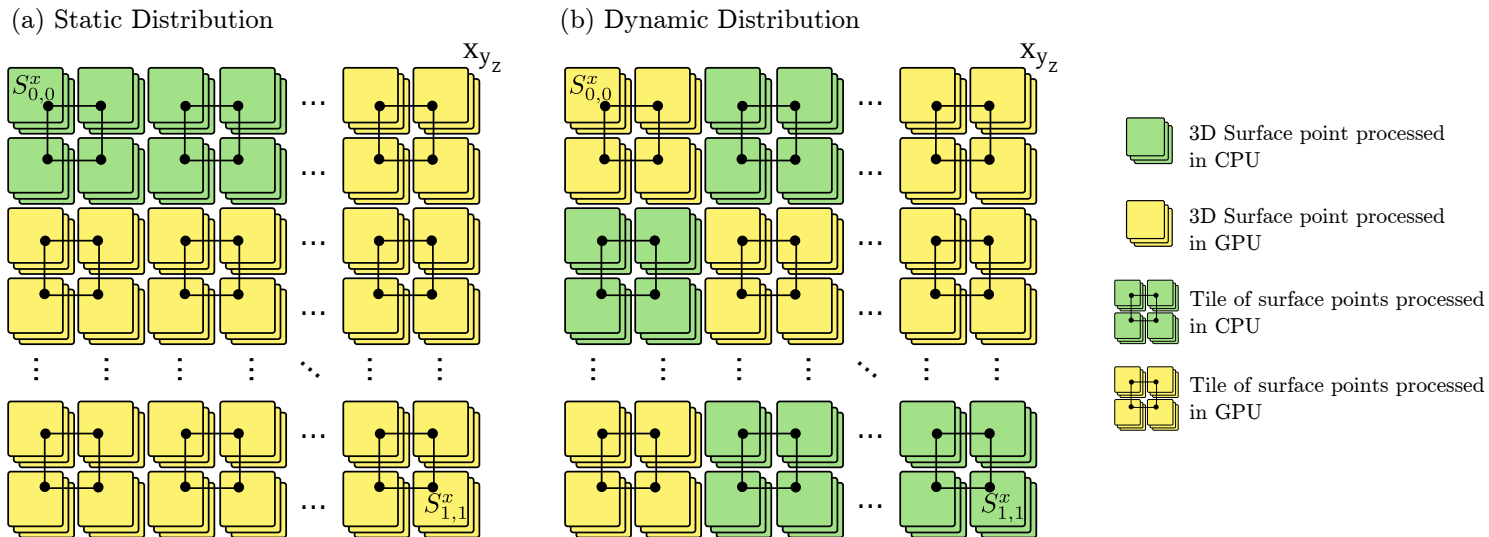 (a) Static Distribution
(b) Dynamic Distribution
x_{y_z}
x_{y_z}
S^x_{0,0}
...
S^x_{0,0}
...
...
...
...
...
...
...
...
...
...
...
S^x_{1,1}
S^x_{1,1}
3D Surface point processed
in CPU
3D Surface point processed
in GPU
Tile of surface points processed
in CPU
Tile of surface points processed
in GPU